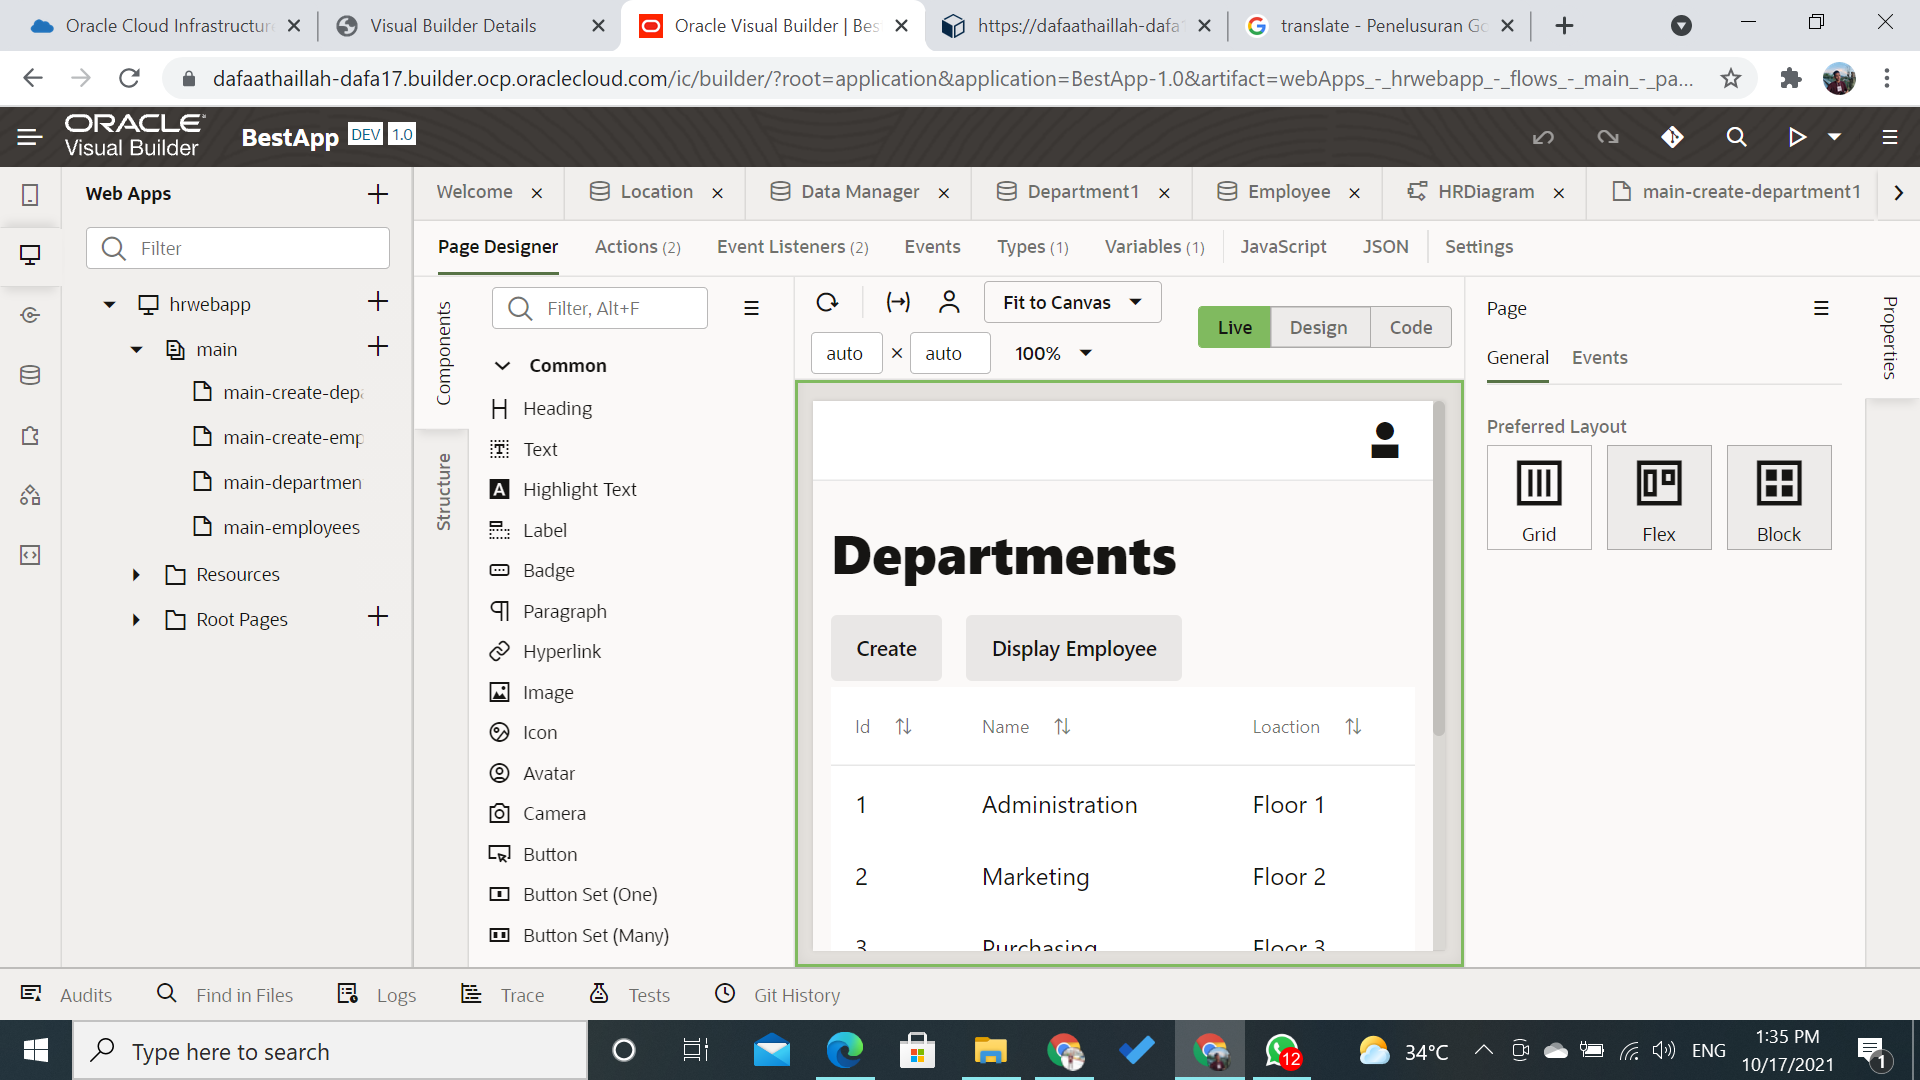 Oracle Cloud Infrastructure
Visual Builder Details
Oracle Visual Builder | Bes
https://dafaathaillah-dafa
translate - Penelusuran Go
dafaathaillah-dafa17.builder.ocp.oraclecloud.com/ic/builder/?root=application&application=BestApp-1.0&artifact=webApps_-_hrwebapp_-_flows_-_main_-_pa...
ORACLE
Visual Builder
BestApp DEV 1.0
Web Apps
Welcome
Location
Data Manager
Department1
Employee
HRDiagram
main-create-department1
Filter
Page Designer
Actions (2)
Event Listeners (2)
Events
Types (1)
Variables (1)
JavaScript
JSON
Settings
hrwebapp
main
main-create-depa
main-create-emp
main-departmen
main-employees
Resources
Root Pages
Components
Structure
Filter, Alt+F
Common
Heading
Text
Highlight Text
Label
Badge
Paragraph
Hyperlink
Image
Icon
Avatar
Camera
Button
Button Set (One)
Button Set (Many)
Fit to Canvas
auto × auto 100%
Live Design Code
Departments
Create Display Employee
Id Name Loaction
1 Administration Floor 1
2 Marketing Floor 2
3 Purchasing Floor 3
Page
General Events
Preferred Layout
Grid Flex Block
Properties
Audits Find in Files Logs Trace Tests Git History
Type here to search
12
34°C
ENG
1:35 PM
10/17/2021
1